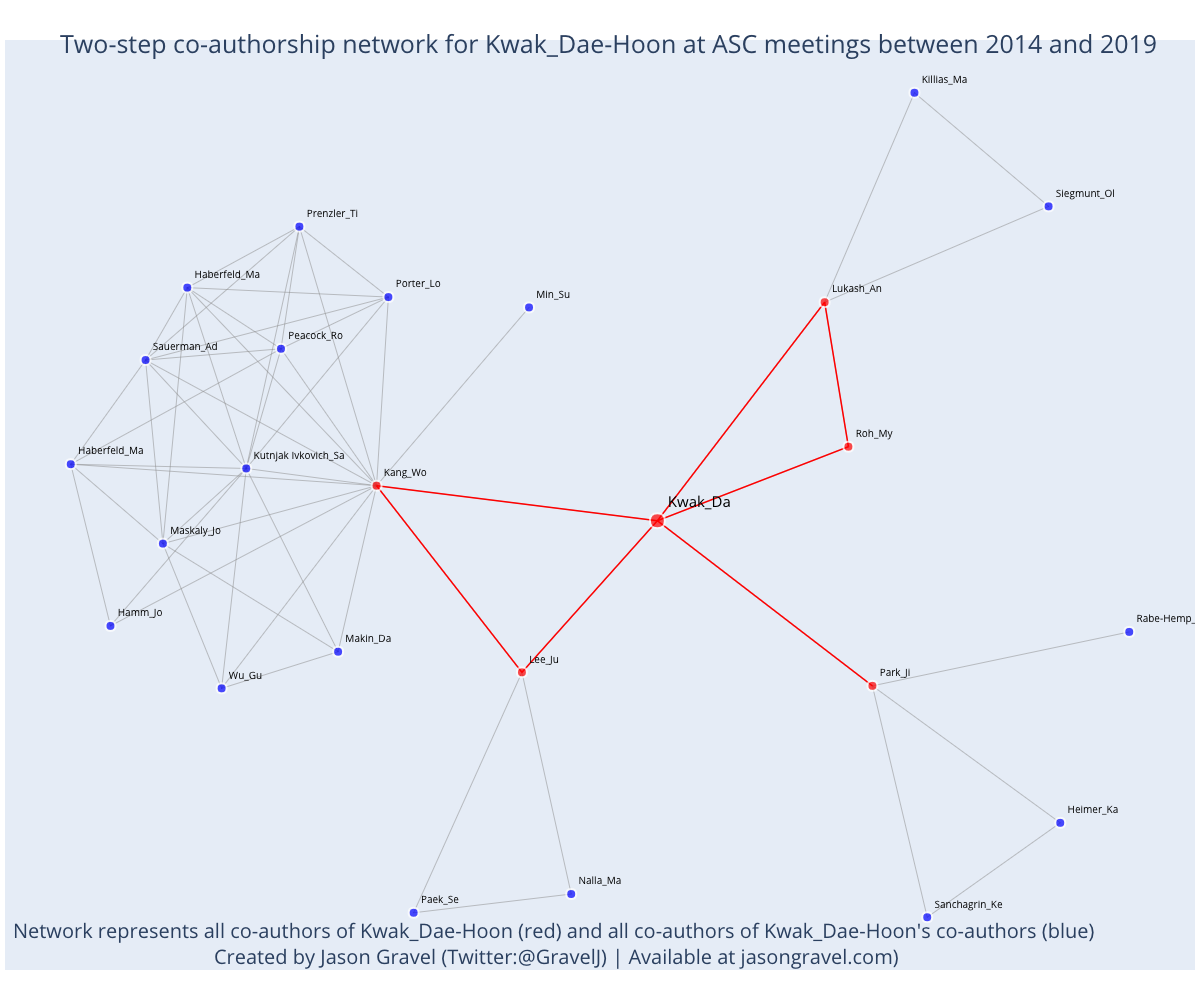 Two-step co-authorship network for Kwak_Dae-Hoon at ASC meetings between 2014 and 2019
Killias_Ma
Siegmunt_Ol
Prenzler_Ti
Haberfeld_Ma
Porter_Lo
Lukash_An
Min_Su
Peacock_Ro
Sauerman_Ad
Roh_My
Haberfeld_Ma
Kutnjak Ivkovich_Sa
Kang_Wo
Kwak_Da
Maskaly_Jo
Hamm_Jo
Rabe-Hemp_
Makin_Da
Lee_Ju
Park_Ji
Wu_Gu
Heimer_Ka
Nalla_Ma
Paek_Se
Sanchagrin_Ke
Network represents all co-authors of Kwak_Dae-Hoon (red) and all co-authors of Kwak_Dae-Hoon's co-authors (blue)
Created by Jason Gravel (Twitter:@GravelJ) | Available at jasongravel.com)